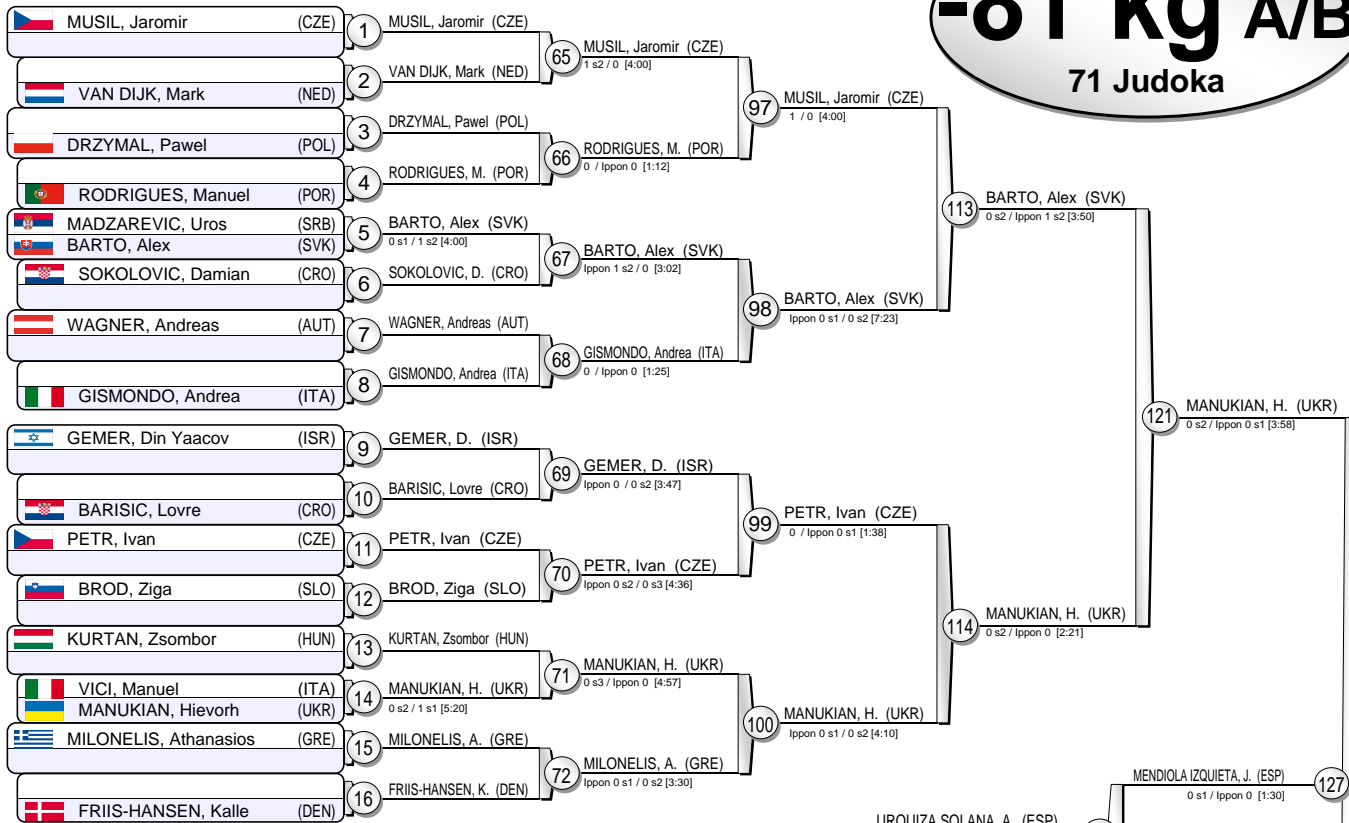 -81 kg A/B
71 Judoka
MUSIL, Jaromir (CZE)
1
VAN DIJK, Mark (NED)
2
DRZYMAL, Pawel (POL)
3
RODRIGUES, Manuel (POR)
4
MADZAREVIC, Uros (SRB)
BARTO, Alex (SVK)
5
SOKOLOVIC, Damian (CRO)
6
WAGNER, Andreas (AUT)
7
GISMONDO, Andrea (ITA)
8
GEMER, Din Yaacov (ISR)
9
BARISIC, Lovre (CRO)
10
PETR, Ivan (CZE)
11
BROD, Ziga (SLO)
12
KURTAN, Zsombor (HUN)
13
VICI, Manuel (ITA)
MANUKIAN, Hievorh (UKR)
14
MILONELIS, Athanasios (GRE)
15
FRIIS-HANSEN, Kalle (DEN)
16
MUSIL, Jaromir (CZE)
VAN DIJK, Mark (NED)
DRZYMAL, Pawel (POL)
RODRIGUES, M. (POR)
BARTO, Alex (SVK)
0 s1 / 1 s2 [4:00]
SOKOLOVIC, D. (CRO)
WAGNER, Andreas (AUT)
GISMONDO, Andrea (ITA)
GEMER, D. (ISR)
BARISIC, Lovre (CRO)
PETR, Ivan (CZE)
BROD, Ziga (SLO)
KURTAN, Zsombor (HUN)
MANUKIAN, H. (UKR)
0 s2 / 1 s1 [5:20]
MILONELIS, A. (GRE)
FRIIS-HANSEN, K. (DEN)
65
MUSIL, Jaromir (CZE)
1 s2 / 0 [4:00]
66
RODRIGUES, M. (POR)
0 / Ippon 0 [1:12]
67
BARTO, Alex (SVK)
Ippon 1 s2 / 0 [3:02]
68
GISMONDO, Andrea (ITA)
0 / Ippon 0 [1:25]
69
GEMER, D. (ISR)
Ippon 0 / 0 s2 [3:47]
70
PETR, Ivan (CZE)
Ippon 0 s2 / 0 s3 [4:36]
71
MANUKIAN, H. (UKR)
0 s3 / Ippon 0 [4:57]
72
MILONELIS, A. (GRE)
Ippon 0 s1 / 0 s2 [3:30]
97
MUSIL, Jaromir (CZE)
1 / 0 [4:00]
98
BARTO, Alex (SVK)
Ippon 0 s1 / 0 s2 [7:23]
99
PETR, Ivan (CZE)
0 / Ippon 0 s1 [1:38]
100
MANUKIAN, H. (UKR)
Ippon 0 s1 / 0 s2 [4:10]
113
BARTO, Alex (SVK)
0 s2 / Ippon 1 s2 [3:50]
114
MANUKIAN, H. (UKR)
0 s2 / Ippon 0 [2:21]
121
MANUKIAN, H. (UKR)
0 s2 / Ippon 0 s1 [3:58]
MENDIOLA IZQUIETA, J. (ESP)
0 s1 / Ippon 0 [1:30]
127
URQUIZA SOLANA, A. (ESP)